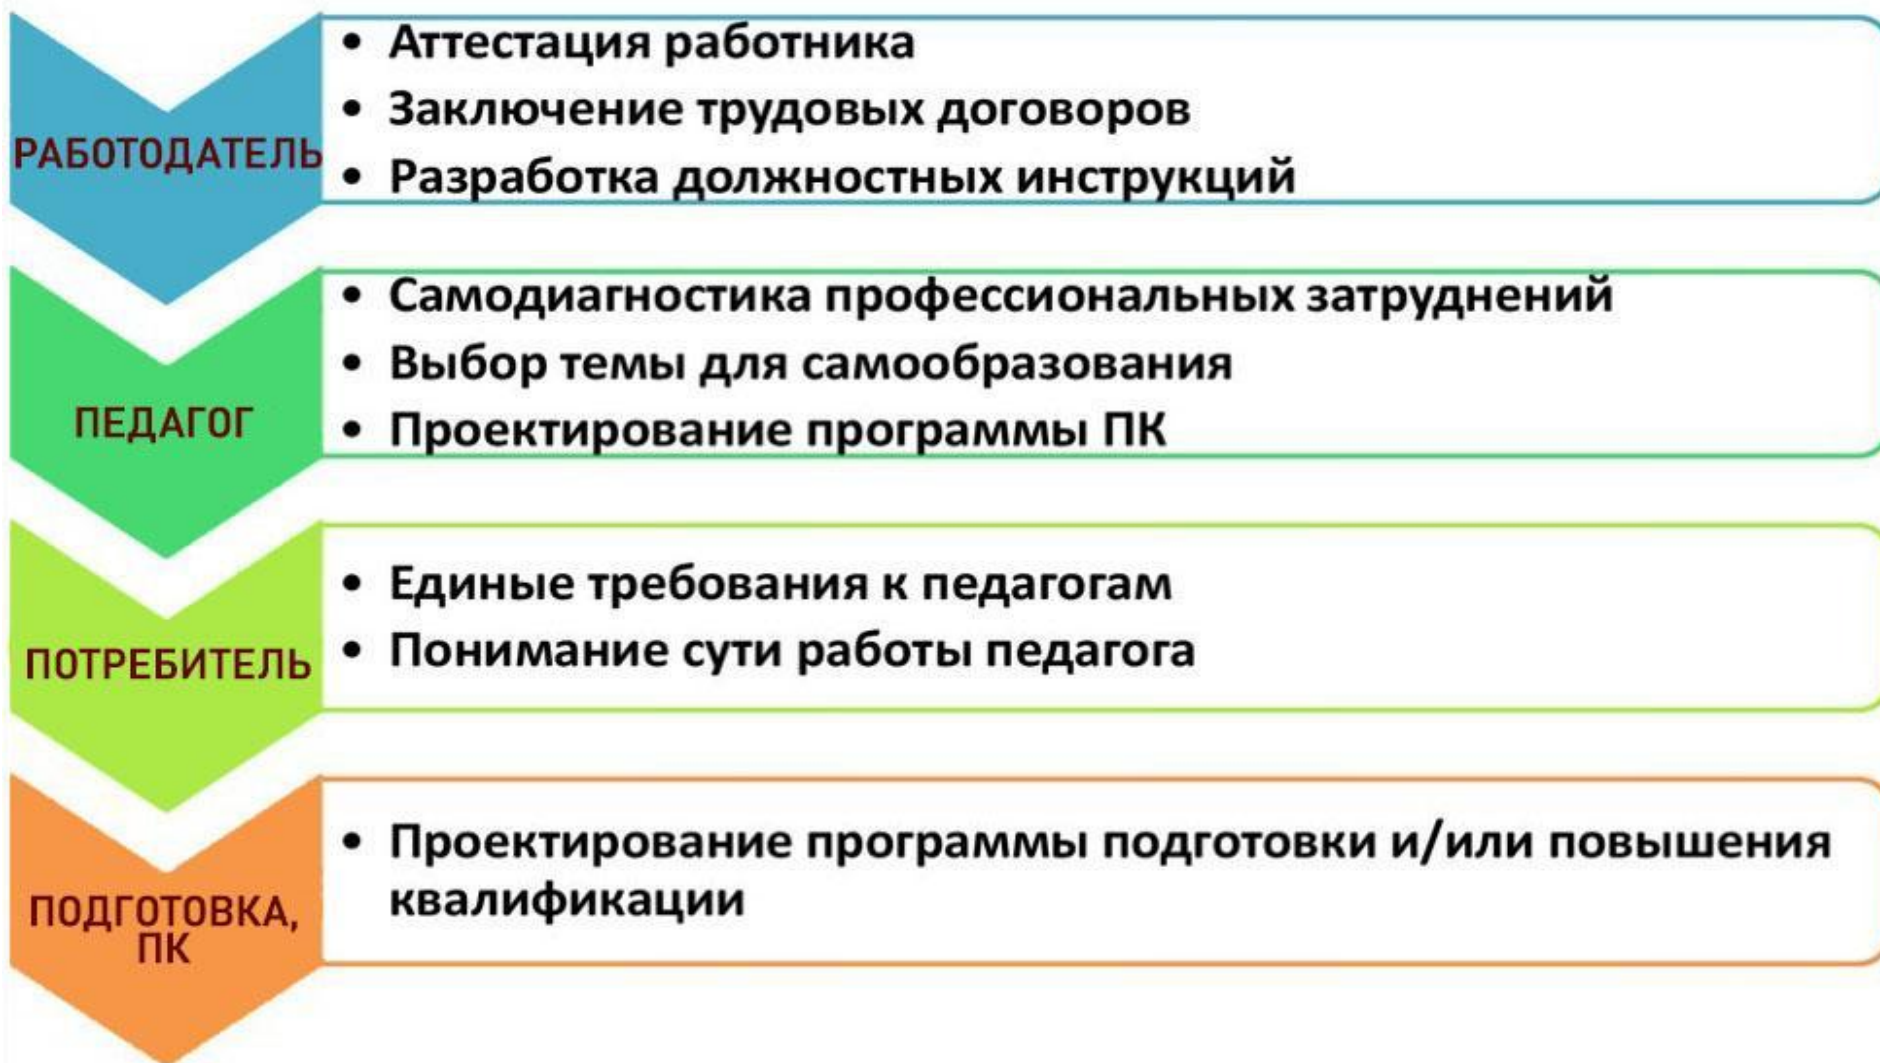 РАБОТОДАТЕЛЬ
• Аттестация работника
• Заключение трудовых договоров
• Разработка должностных инструкций
ПЕДАГОГ
• Самодиагностика профессиональных затруднений
• Выбор темы для самообразования
• Проектирование программы ПК
ПОТРЕБИТЕЛЬ
• Единые требования к педагогам
• Понимание сути работы педагога
ПОДГОТОВКА,
ПК
• Проектирование программы подготовки и/или повышения
квалификации